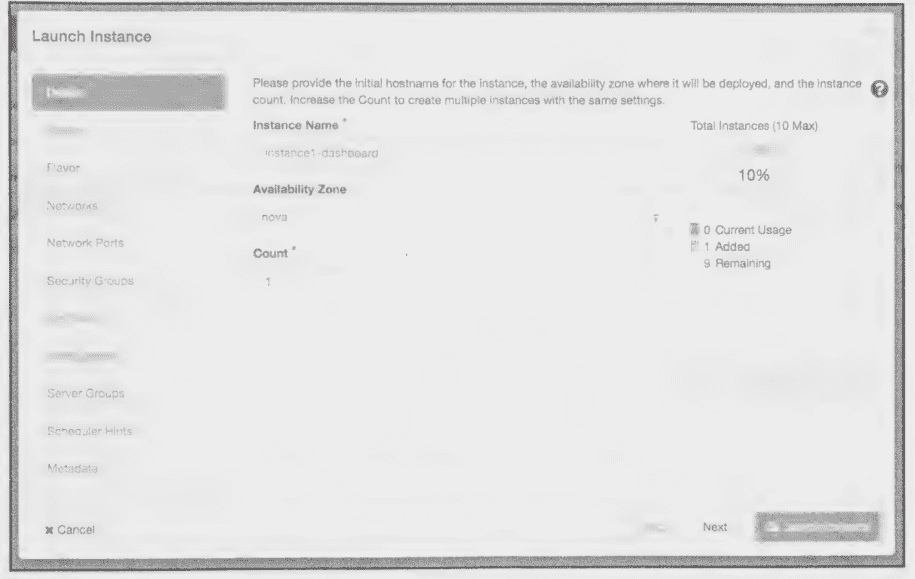 Launch Instance
Please provide the initial hostname for the instance, the availability zone where it will be deployed, and the instance
count. Increase the Count to create multiple instances with the same settings.
Instance Name *
Total Instances (10 Max)
instance1-dashboard
Flavor
10%
Availability Zone
Networks
nova
0 Current Usage
Network Ports
1 Added
Count *
9 Remaining
Security Groups
1
Server Groups
Scheduler Hints
Metadata
✖ Cancel
Next